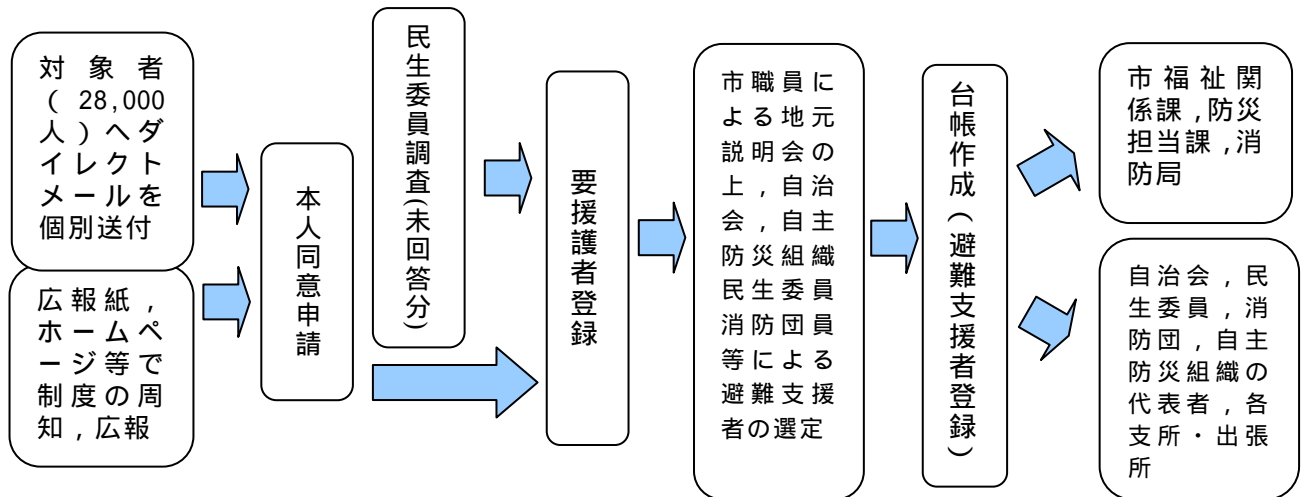 対象者
(28,000
人)へダ
イレクト
メールを
個別送付
広報紙,
ホームペ
ージ等で
制度の周
知,広報
本人同意申請
民生委員調査(未回答分)
要援護者登録
市職員に
よる地元
説明会の
上,自治
会,自主
防災組織
民生委員
消防団員
等による
避難支援
者の選定
台帳作成(避難支援者登録)
市福祉関
係課,防災
担当課,消
防局
自治会,民
生委員,消
防団,自主
防災組織の
代表者,各
支所・出張
所